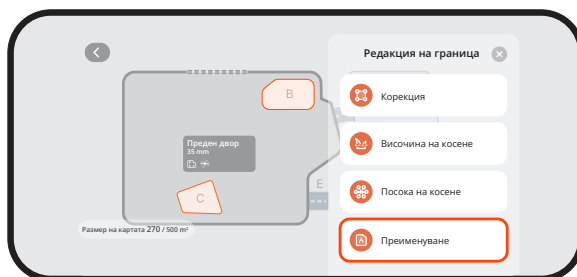 Редакция на граница
B
Корекция
Преден двор
35 mm
Височина на косене
E
Посока на косене
C
Размер на картата 270 / 500 m²
A
Преименуване